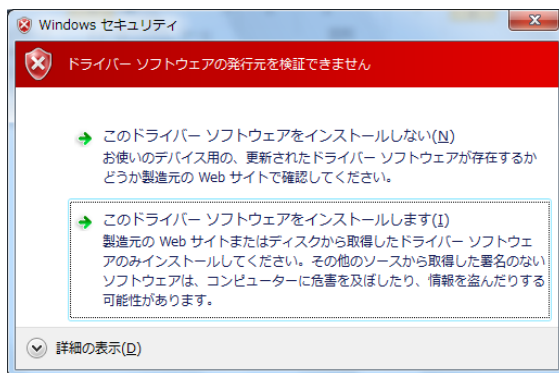 Windows セキュリティ
ドライバー ソフトウェアの発行元を検証できません
このドライバー ソフトウェアをインストールしない(N)
お使いのデバイス用の、更新されたドライバー ソフトウェアが存在するか
どうか製造元の Web サイトで確認してください。
このドライバー ソフトウェアをインストールします(I)
製造元の Web サイトまたはディスクから取得したドライバー ソフトウェ
アのみインストールしてください。その他のソースから取得した署名のない
ソフトウェアは、コンピューターに危害を及ぼしたり、情報を盗んだりする
可能性があります。
詳細の表示(D)